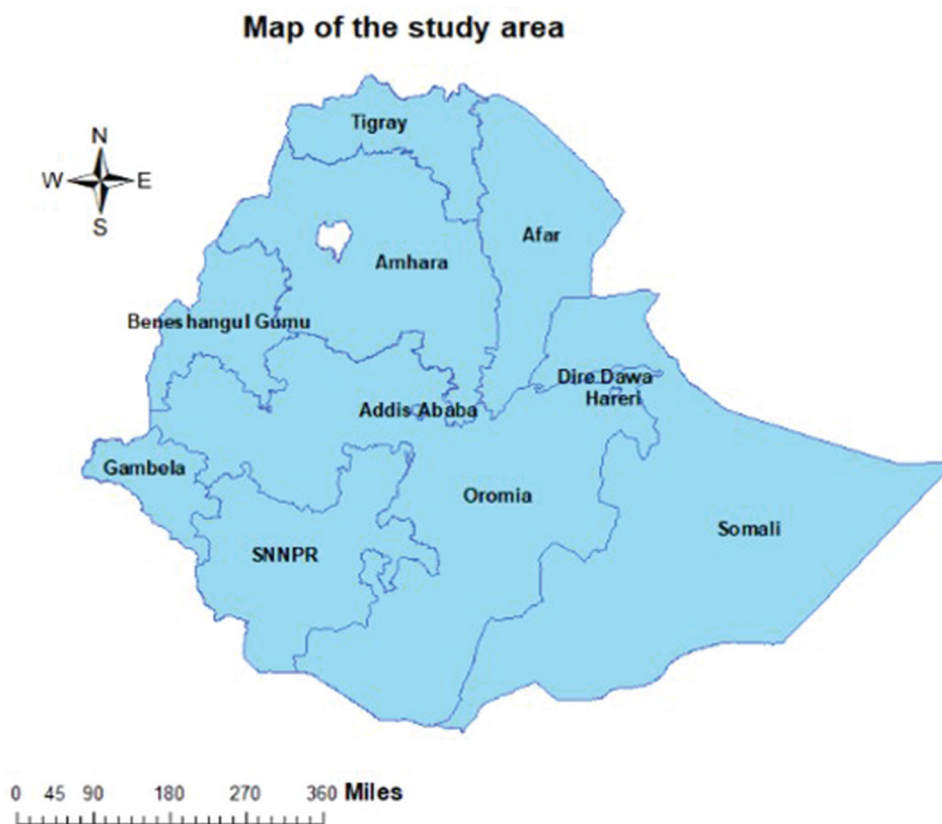 Map of the study area
Tigray
N
W E
S
Afar
Amhara
Beneshangul Gumu
Dire Dawa
Hareri
Addis Ababa
Gambela
Oromia
Somali
SNNPR
0 45 90 180 270 360 Miles